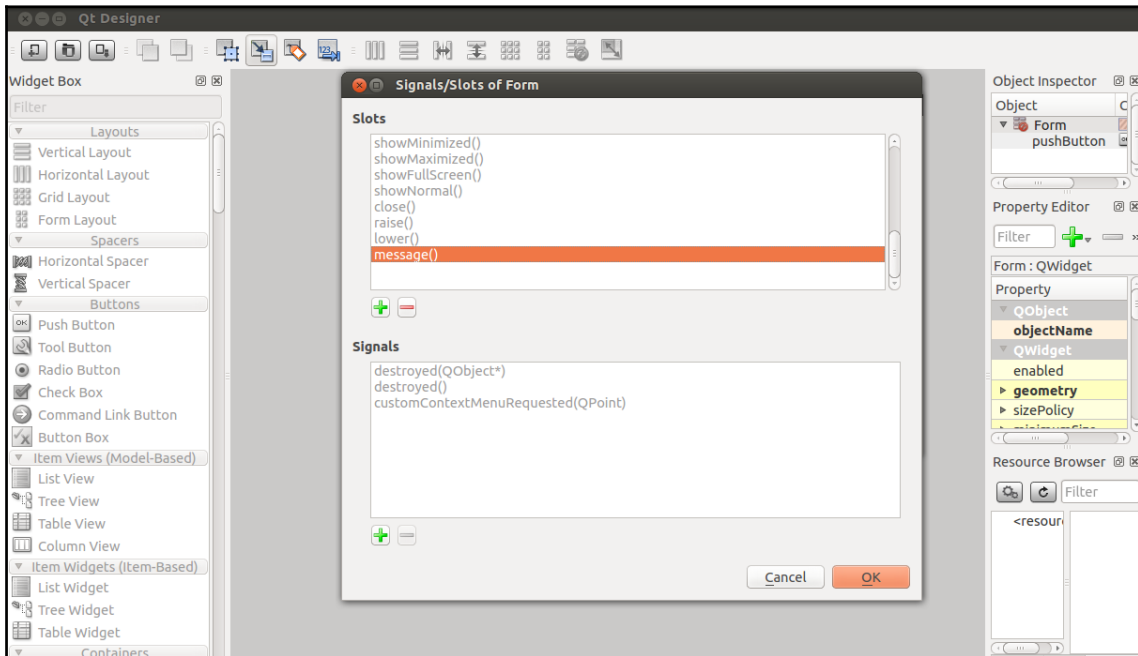 Qt Designer
Widget Box
Filter
Layouts
Vertical Layout
Horizontal Layout
Grid Layout
Form Layout
Spacers
Horizontal Spacer
Vertical Spacer
Buttons
Push Button
Tool Button
Radio Button
Check Box
Command Link Button
Button Box
Item Views (Model-Based)
List View
Tree View
Table View
Column View
Item Widgets (Item-Based)
List Widget
Tree Widget
Table Widget
Containers
Signals/Slots of Form
Slots
showMinimized()
showMaximized()
showFullScreen()
showNormal()
close()
raise()
lower()
message()
Signals
destroyed(QObject*)
destroyed()
customContextMenuRequested(QPoint)
Cancel OK
Object Inspector
Object C
Form
pushButton
Property Editor
Filter
Form : QWidget
Property
QObject
objectName
QWidget
enabled
geometry
sizePolicy
minimumSize
Resource Browser
Filter
<resour